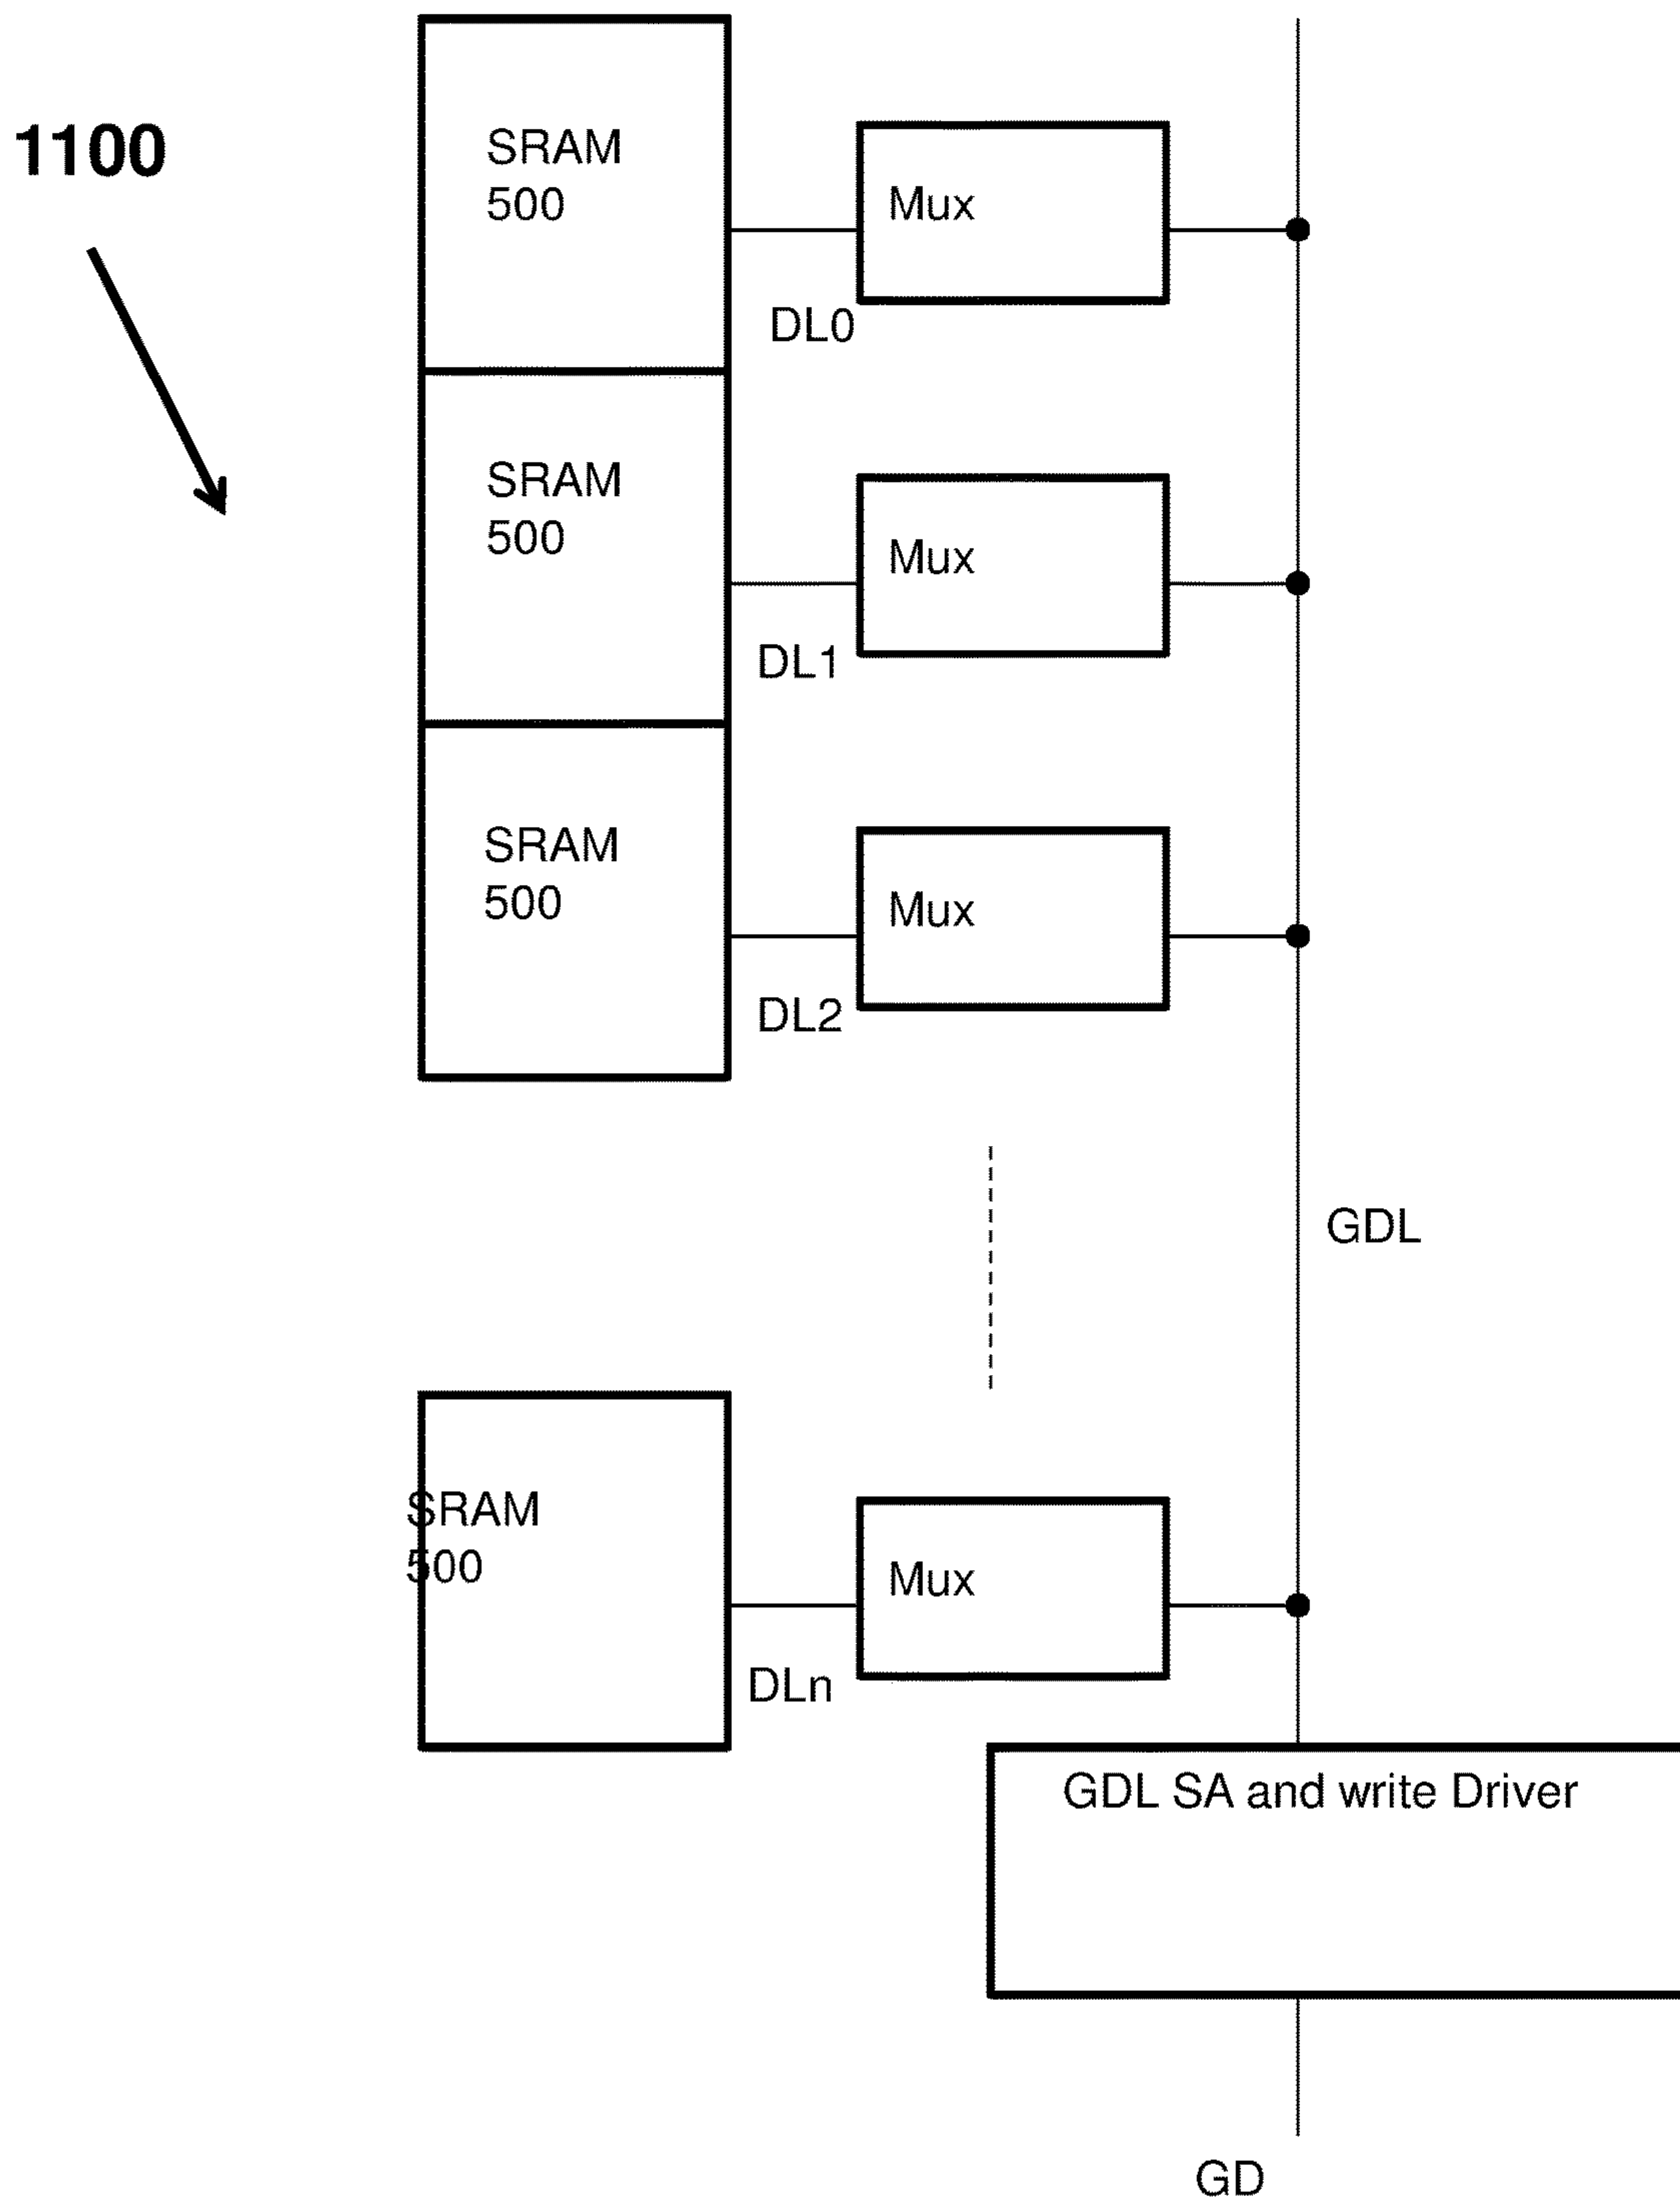 1100
SRAM
500
Mux
DL0
SRAM
500
Mux
DL1
SRAM
500
Mux
DL2
GDL
SRAM
500
Mux
DLn
GDL SA and write Driver
GD